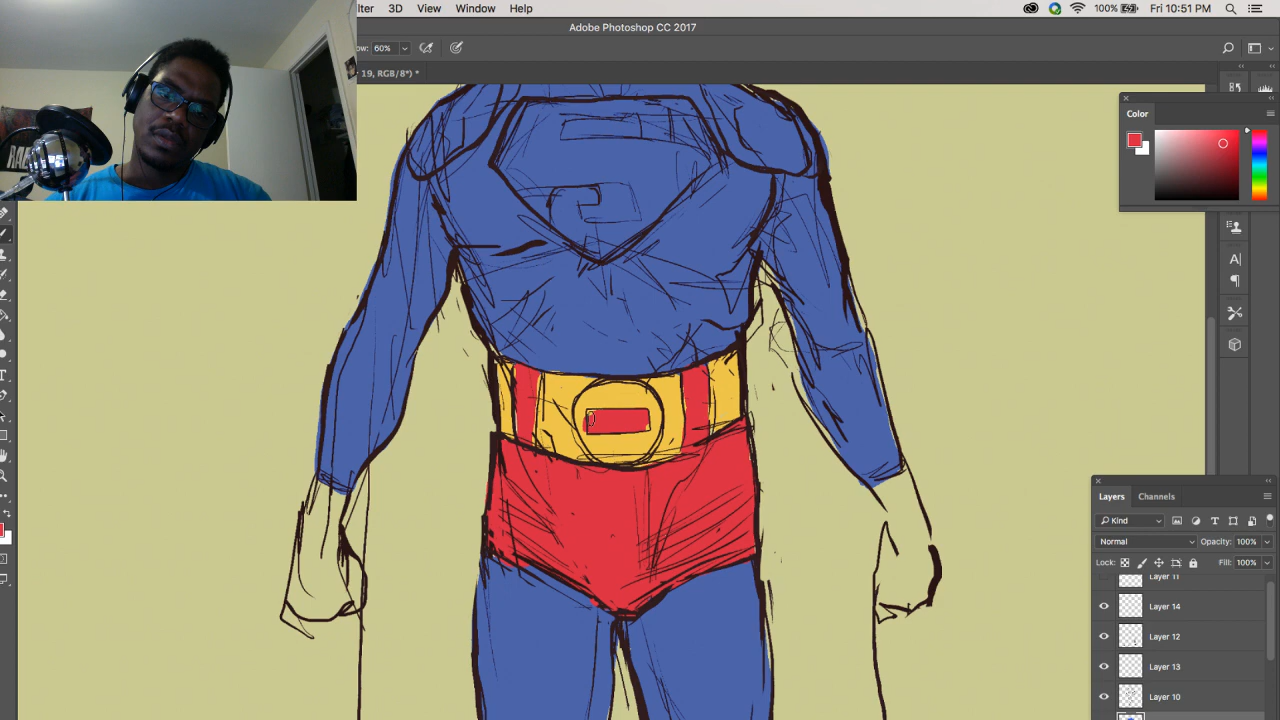 lter 3D View Window Help 100% Fri 10:51 PM
Adobe Photoshop CC 2017
ow: 60%
19, RGB/8*) *
Color
RAL
Layers Channels
Kind
Normal Opacity: 100%
Lock: Fill: 100%
Layer 11
Layer 14
Layer 12
Layer 13
Layer 10